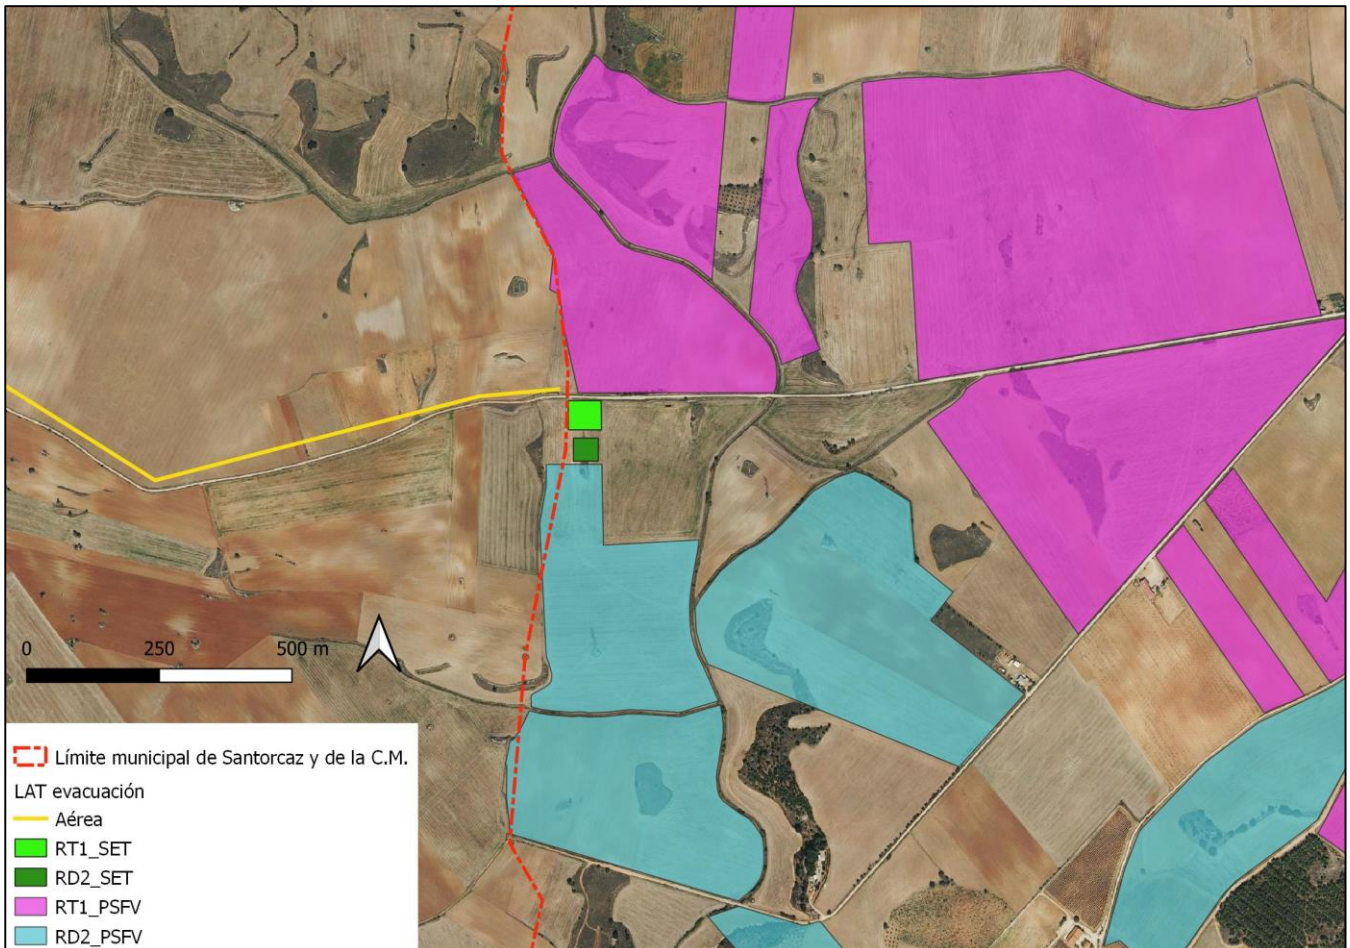 0 250 500 m
Límite municipal de Santorcaz y de la C.M.
LAT evacuación
Aérea
RT1_SET
RD2_SET
RT1_PSFV
RD2_PSFV